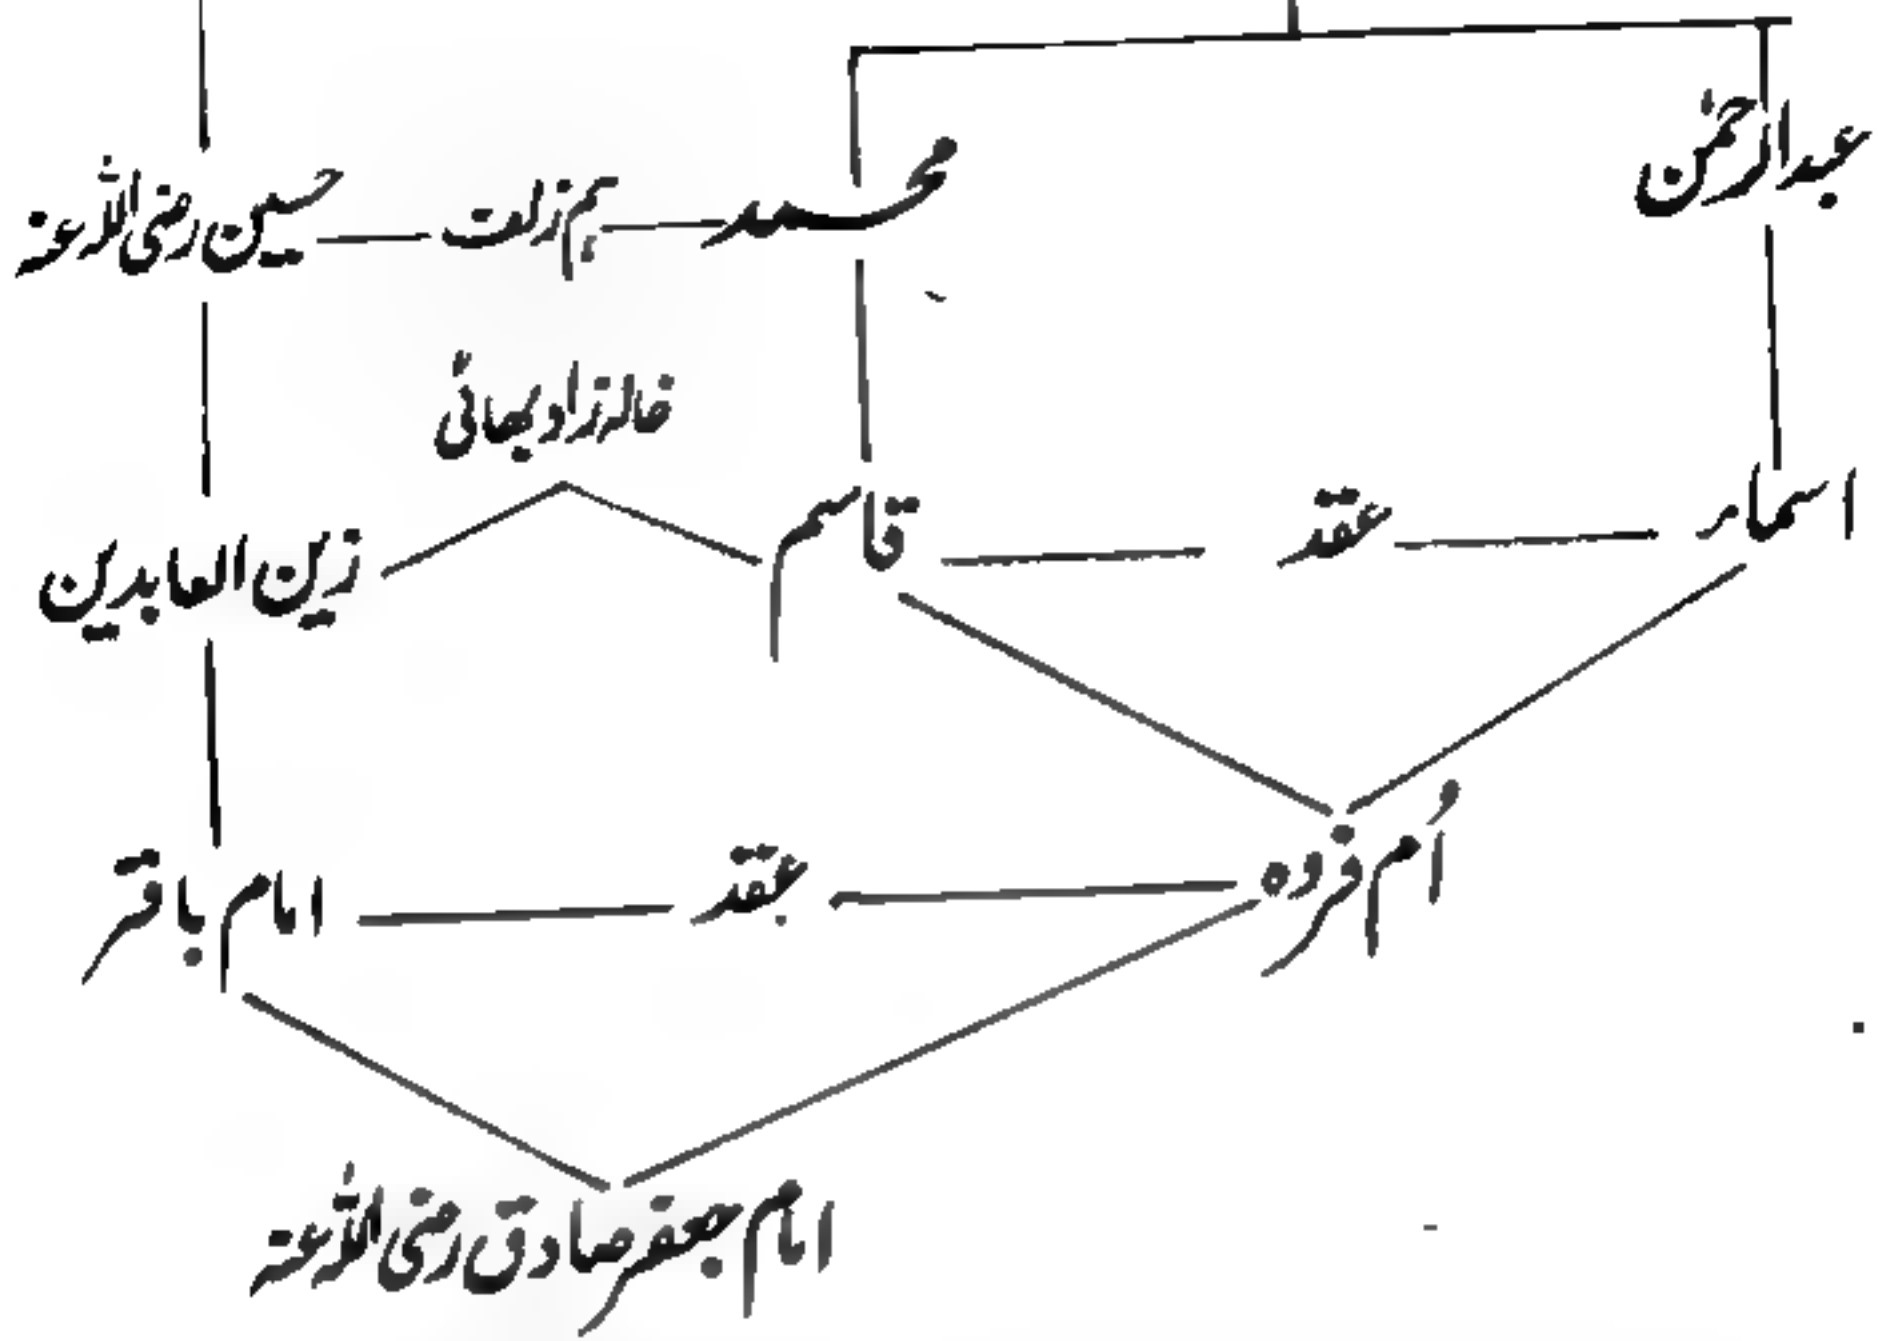 عبدالرحمٰن
محمد ہم زلف حسین رضی اللہ عنہ
خالہ زاد بھائی
اسماء عقد قاسم زین العابدین
اُم فروہ عقد امام باقر
امام جعفر صادق رضی اللہ عنہ